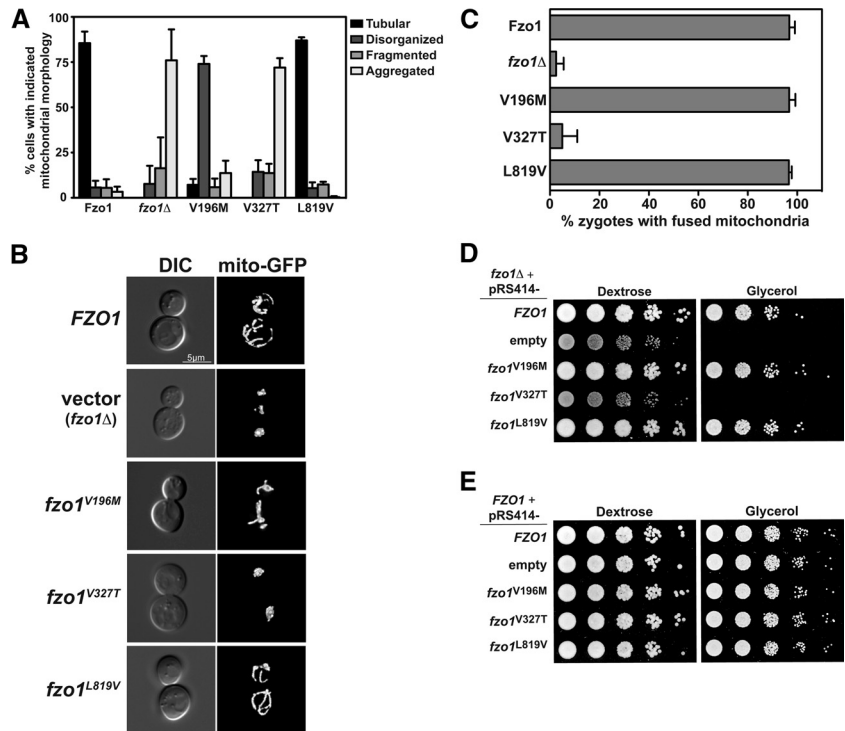 A
% cells with indicated
mitochondrial morphology
100
75
50
25
0
Tubular
Disorganized
Fragmented
Aggregated
Fzo1 fzo1Δ V196M V327T L819V
B
DIC mito-GFP
FZO1
5µm
vector
(fzo1Δ)
fzo1V196M
fzo1V327T
fzo1L819V
C
Fzo1
fzo1Δ
V196M
V327T
L819V
0 20 40 60 80 100
% zygotes with fused mitochondria
D
fzo1Δ +
pRS414-
Dextrose Glycerol
FZO1
empty
fzo1V196M
fzo1V327T
fzo1L819V
E
FZO1 +
pRS414-
Dextrose Glycerol
FZO1
empty
fzo1V196M
fzo1V327T
fzo1L819V